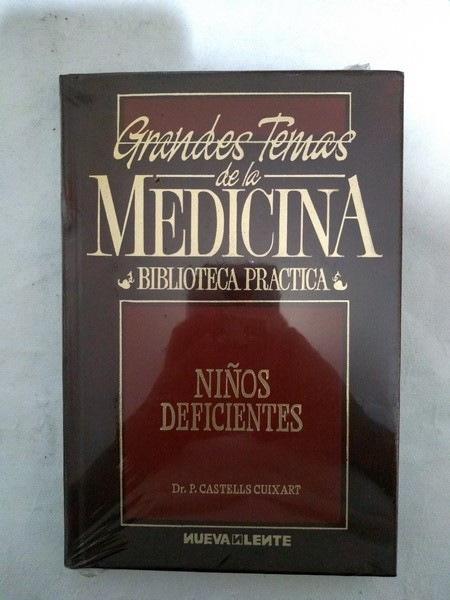 Grandes Temas
de la
MEDICINA
BIBLIOTECA PRACTICA
NIÑOS
DEFICIENTES
Dr. P. CASTELLS CUIXART
NUEVA LENTE